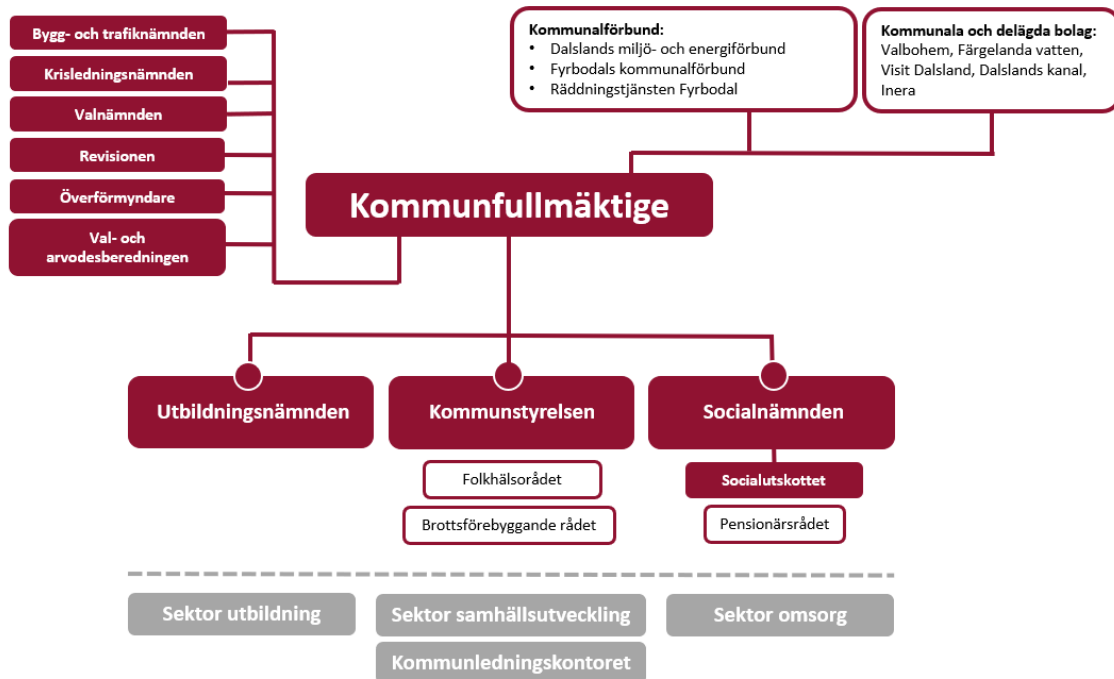 Bygg- och trafiknämnden
Krisledningsnämnden
Valnämnden
Revisionen
Överförmyndare
Val- och
arvodesberedningen
Kommunalförbund:
• Dalslands miljö- och energiförbund
• Fyrbodals kommunalförbund
• Räddningstjänsten Fyrbodal
Kommunala och delägda bolag:
Valbohem, Färgelanda vatten,
Visit Dalsland, Dalslands kanal,
Inera
Kommunfullmäktige
Utbildningsnämnden
Kommunstyrelsen
Socialnämnden
Folkhälsorådet
Brottsförebyggande rådet
Socialutskottet
Pensionärsrådet
Sektor utbildning
Sektor samhällsutveckling
Sektor omsorg
Kommunledningskontoret